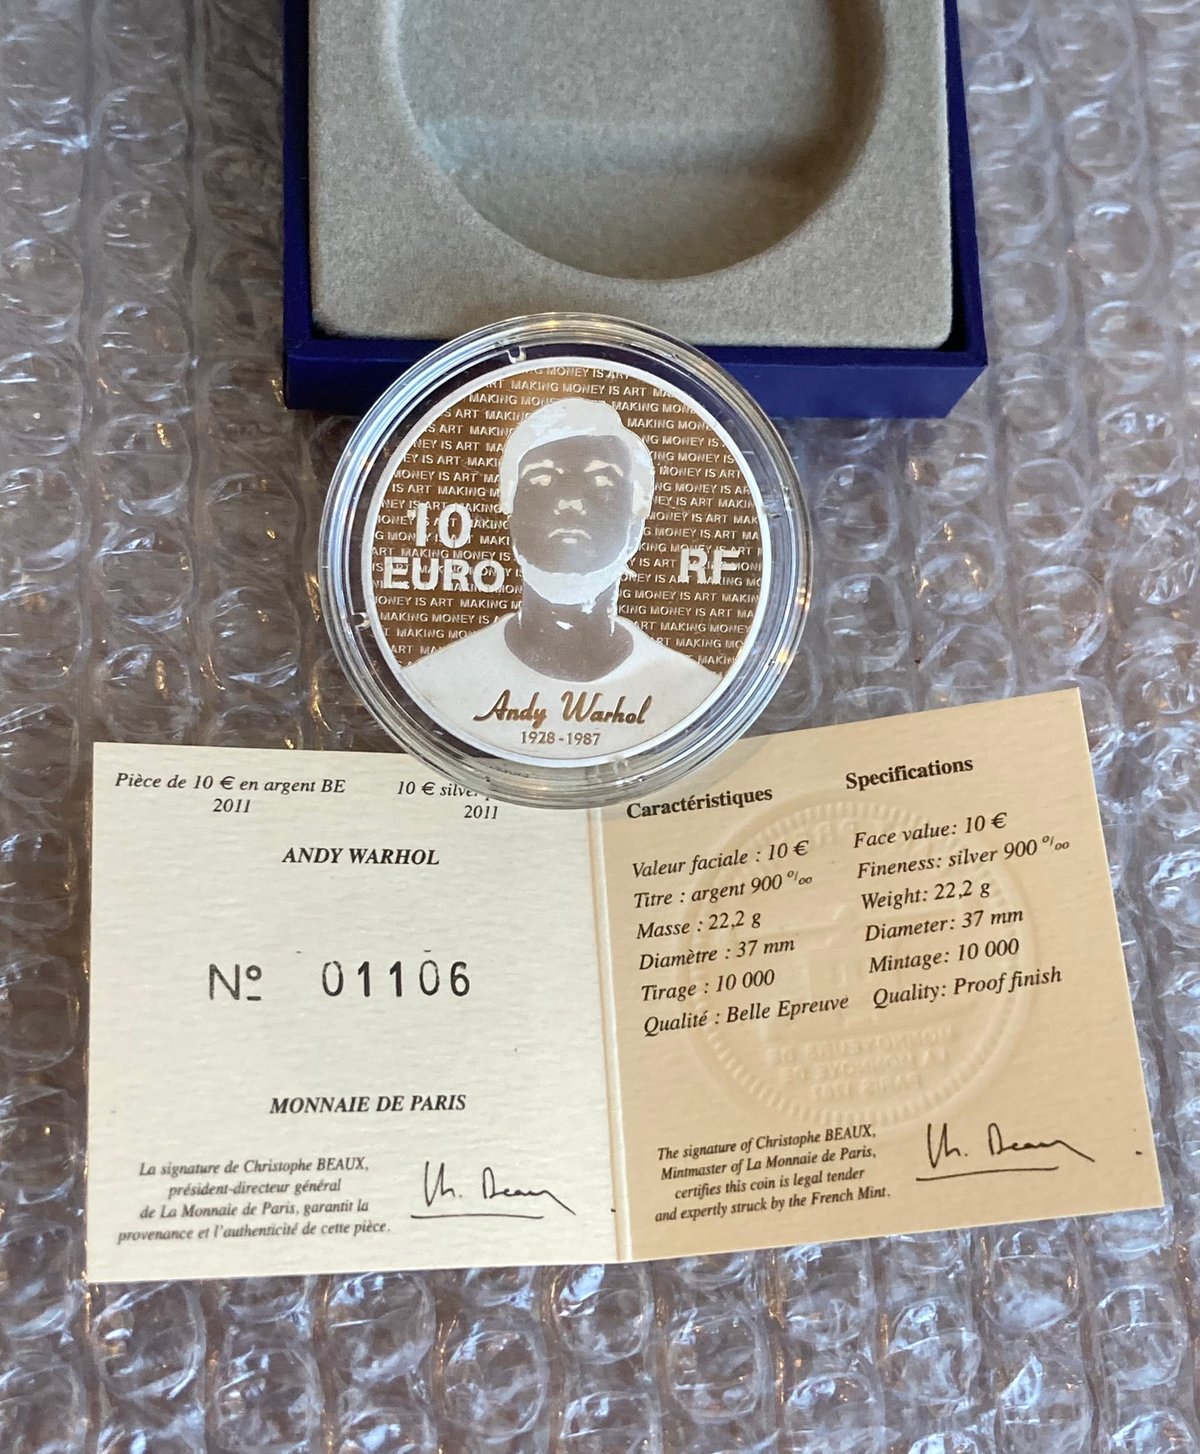 MAKING MONEY IS ART
10
EURO
RF
Andy Warhol
1928-1987
Pièce de 10 € en argent BE
2011
10 €
2011
ANDY WARHOL
Nº 01106
MONNAIE DE PARIS
La signature de Christophe BEAUX,
président-directeur général
de La Monnaie de Paris, garantit la
provenance et l'authenticité de cette pièce.
Caractéristiques
Valeur faciale : 10 €
Titre : argent 900 º/ºº
Masse : 22,2 g
Diamètre : 37 mm
Tirage : 10 000
Qualité : Belle Epreuve
Specifications
Face value: 10 €
Fineness: silver 900 º/ºº
Weight: 22,2 g
Diameter: 37 mm
Mintage: 10 000
Quality: Proof finish
The signature of Christophe BEAUX,
Mintmaster of La Monnaie de Paris,
certifies this coin is legal tender
and expertly struck by the French Mint.